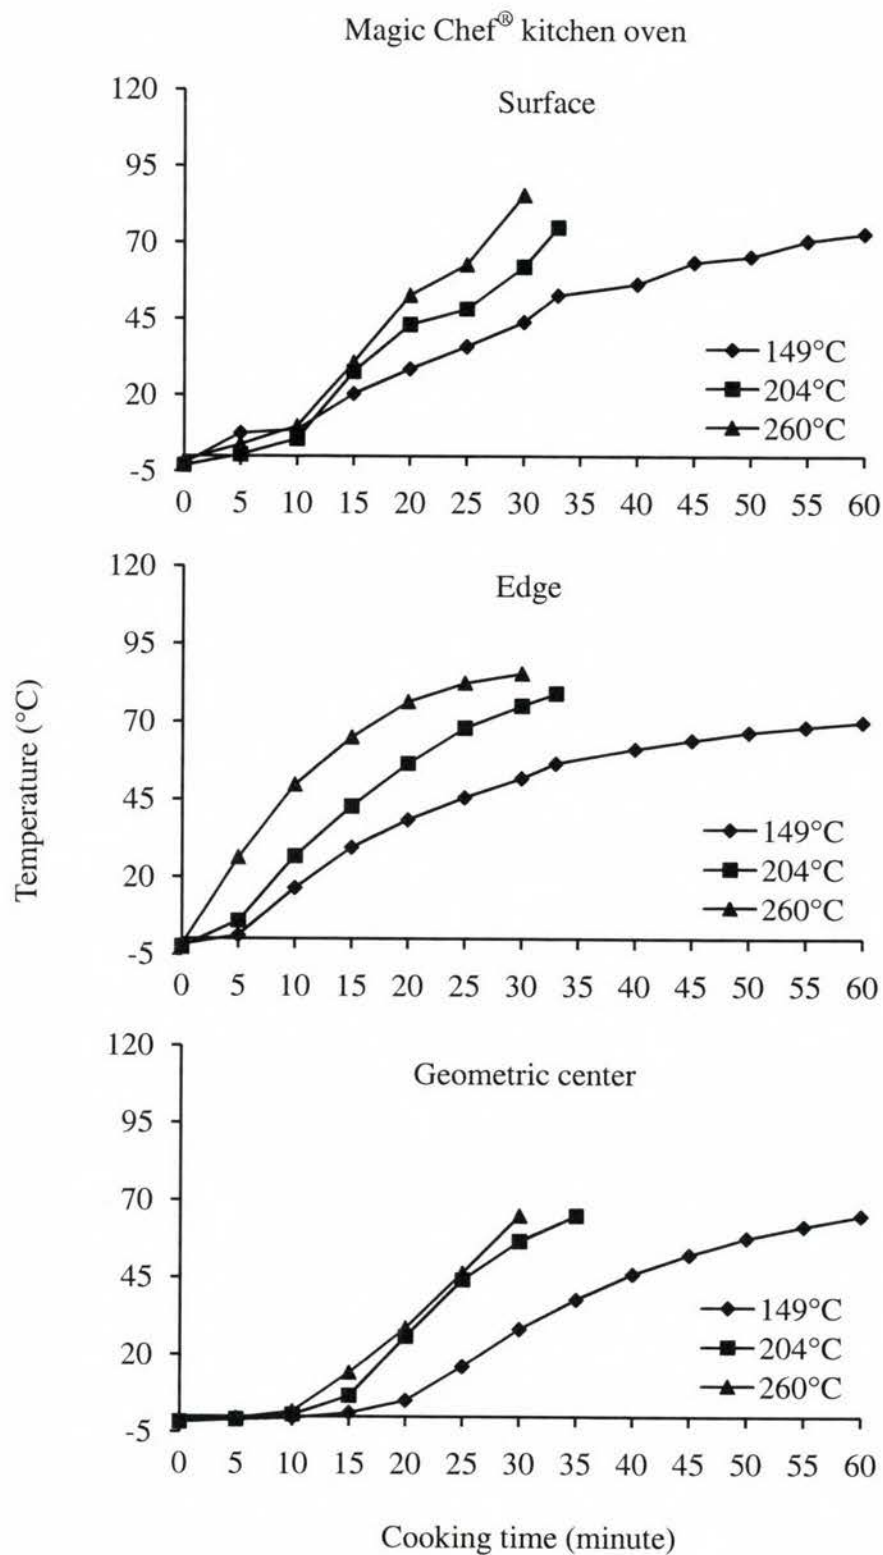 Magic Chef® kitchen oven
Surface
120
95
70
45
20
-5
149°C
204°C
260°C
0 5 10 15 20 25 30 35 40 45 50 55 60
Temperature (°C)
Edge
120
95
70
45
20
-5
149°C
204°C
260°C
0 5 10 15 20 25 30 35 40 45 50 55 60
Geometric center
120
95
70
45
20
-5
149°C
204°C
260°C
0 5 10 15 20 25 30 35 40 45 50 55 60
Cooking time (minute)